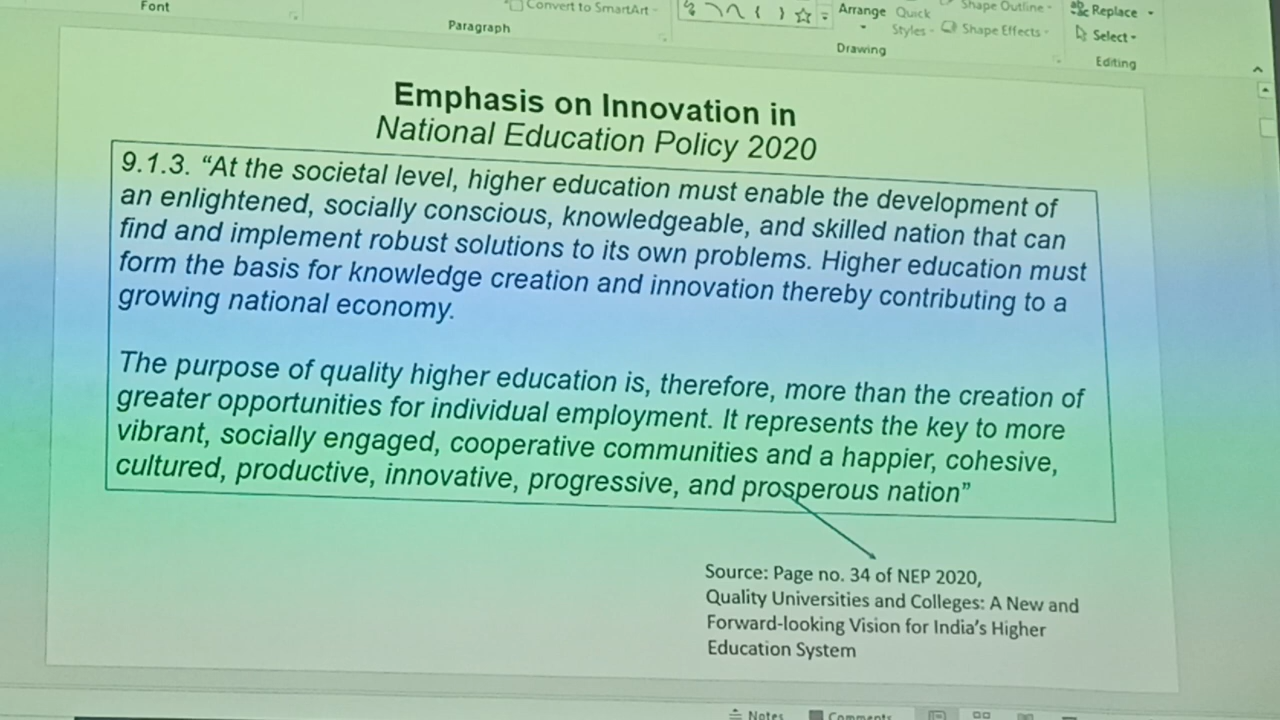 Font
Paragraph
Convert to SmartArt
Arrange
Quick
Styles
Shape Outline
Shape Effects
Drawing
Replace
Select
Editing
Emphasis on Innovation in
National Education Policy 2020
9.1.3. “At the societal level, higher education must enable the development of
an enlightened, socially conscious, knowledgeable, and skilled nation that can
find and implement robust solutions to its own problems. Higher education must
form the basis for knowledge creation and innovation thereby contributing to a
growing national economy.
The purpose of quality higher education is, therefore, more than the creation of
greater opportunities for individual employment. It represents the key to more
vibrant, socially engaged, cooperative communities and a happier, cohesive,
cultured, productive, innovative, progressive, and prosperous nation”
Source: Page no. 34 of NEP 2020,
Quality Universities and Colleges: A New and
Forward-looking Vision for India’s Higher
Education System
Notes
Comments